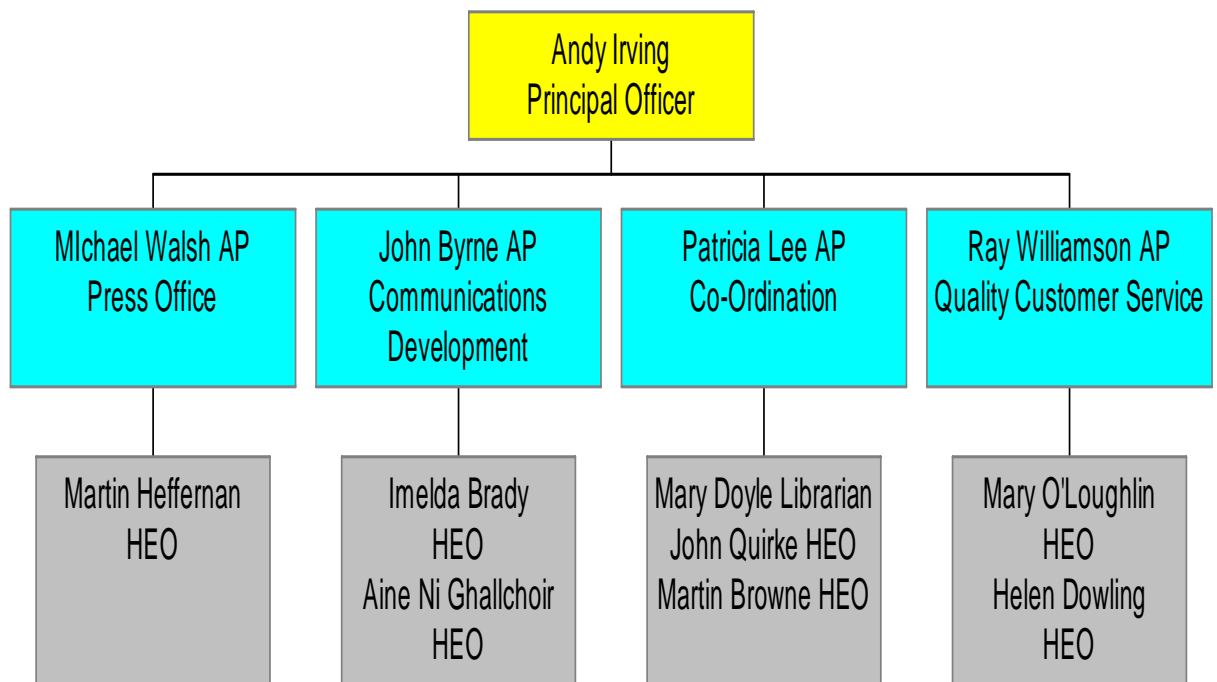 Andy Irving
Principal Officer
MIchael Walsh AP
Press Office
John Byrne AP
Communications
Development
Patricia Lee AP
Co-Ordination
Ray Williamson AP
Quality Customer Service
Martin Heffernan
HEO
Imelda Brady
HEO
Aine Ni Ghallchoir
HEO
Mary Doyle Librarian
John Quirke HEO
Martin Browne HEO
Mary O'Loughlin
HEO
Helen Dowling
HEO